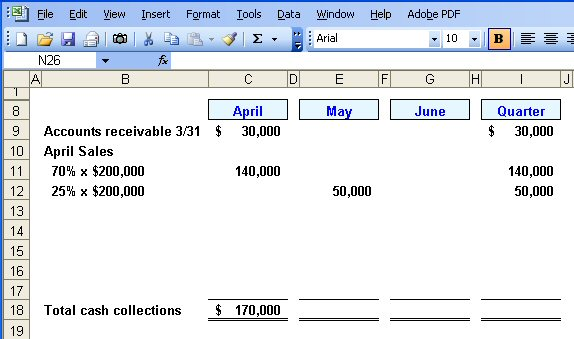 File Edit View Insert Format Tools Data Window Help Adobe PDF
Σ Arial 10 B
N26 fx
A B C D E F G H I J
1
8 April May June Quarter
9 Accounts receivable 3/31 $ 30,000 $ 30,000
10 April Sales
11 70% x $200,000 140,000 140,000
12 25% x $200,000 50,000 50,000
13
14
15
16
17
18 Total cash collections $ 170,000
19